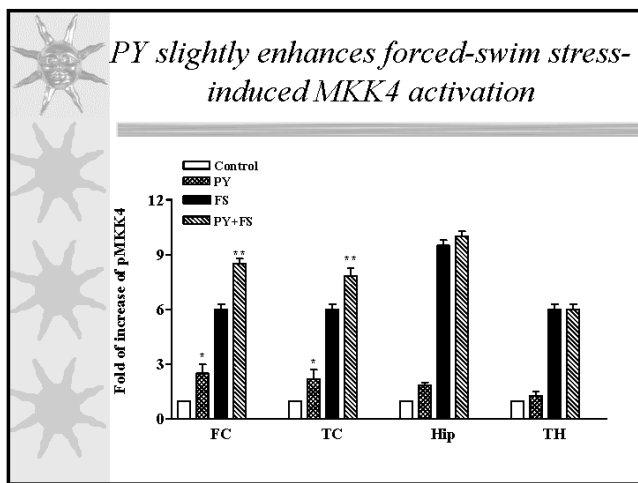 PY slightly enhances forced-swim stress-
induced MKK4 activation
Control
PY
FS
PY+FS
Fold of increase of pMKK4
12
9
6
3
0
*
**
*
**
FC
TC
Hip
TH